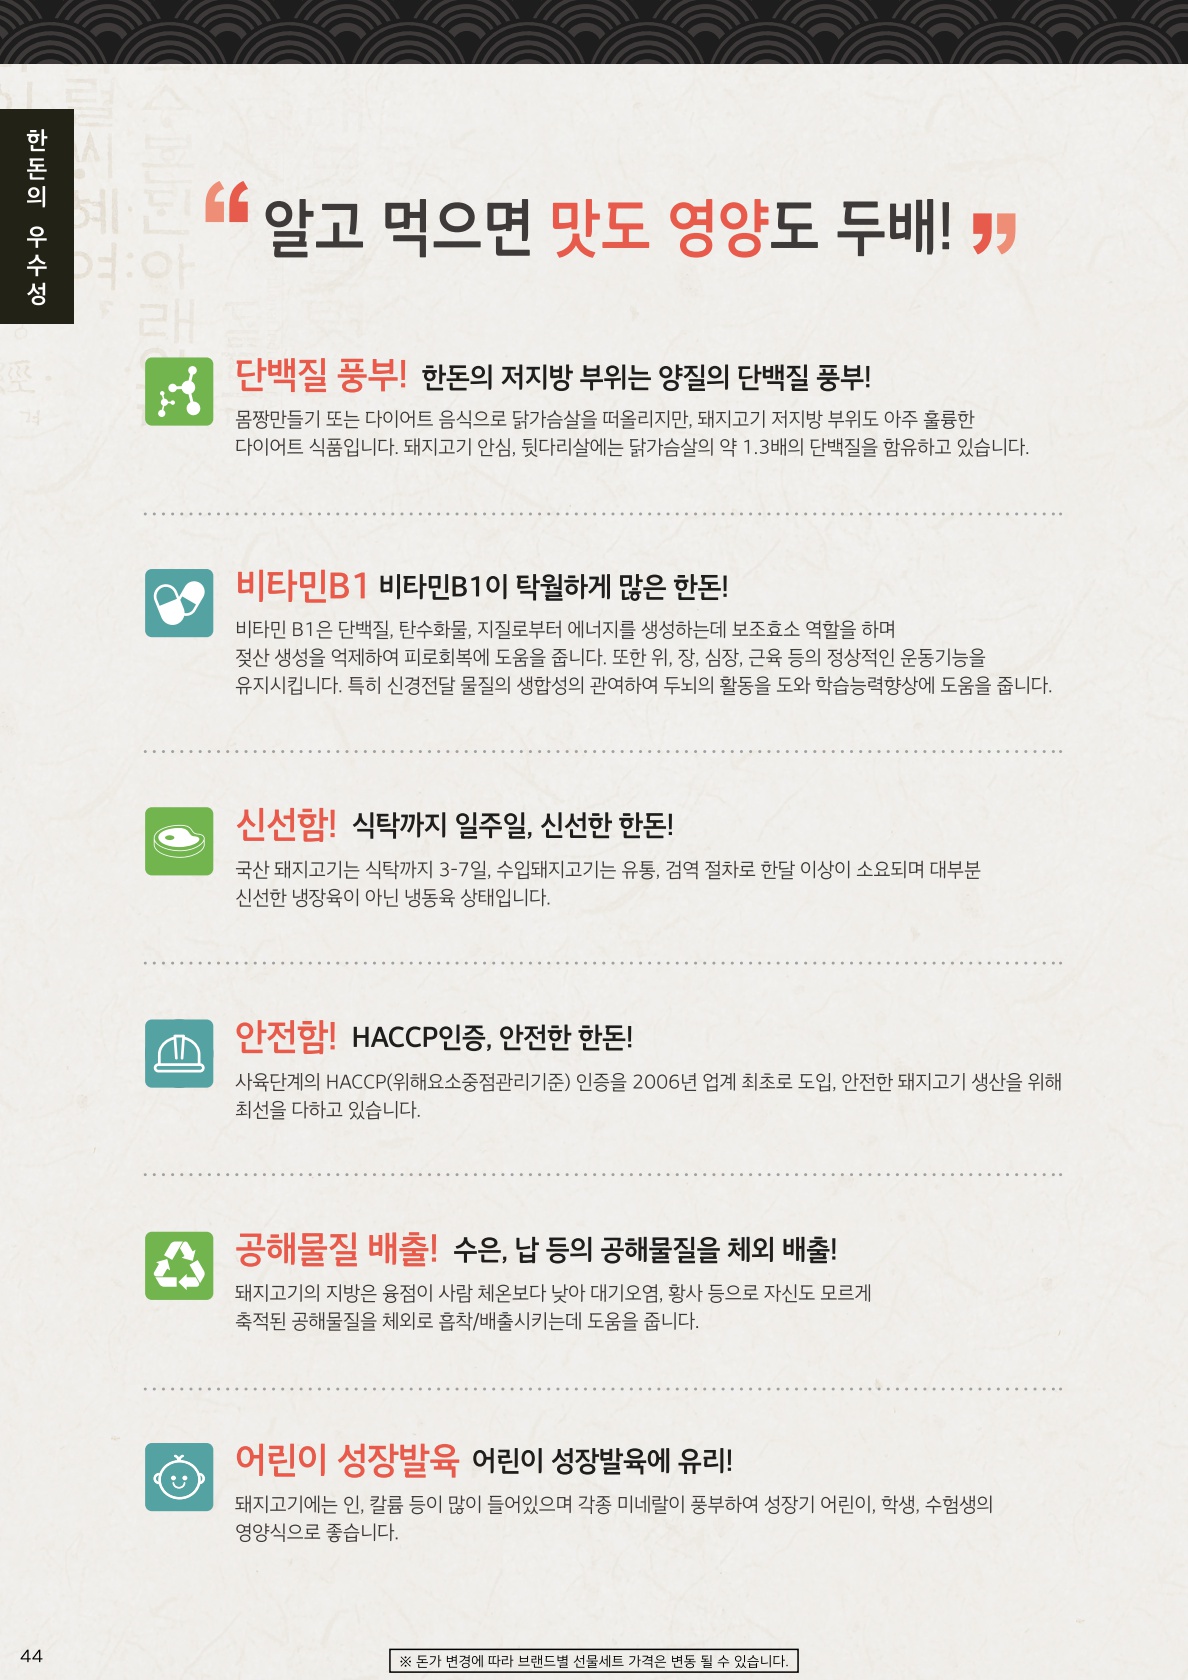 한돈의 우수성
“ 알고 먹으면 맛도 영양도 두배! ”
단백질 풍부! 한돈의 저지방 부위는 양질의 단백질 풍부!
몸짱만들기 또는 다이어트 음식으로 닭가슴살을 떠올리지만, 돼지고기 저지방 부위도 아주 훌륭한
다이어트 식품입니다. 돼지고기 안심, 뒷다리살에는 닭가슴살의 약 1.3배의 단백질을 함유하고 있습니다.
비타민B1 비타민B1이 탁월하게 많은 한돈!
비타민 B1은 단백질, 탄수화물, 지질로부터 에너지를 생성하는데 보조효소 역할을 하며
젖산 생성을 억제하여 피로회복에 도움을 줍니다. 또한 위, 장, 심장, 근육 등의 정상적인 운동기능을
유지시킵니다. 특히 신경전달 물질의 생합성의 관여하여 두뇌의 활동을 도와 학습능력향상에 도움을 줍니다.
신선함! 식탁까지 일주일, 신선한 한돈!
국산 돼지고기는 식탁까지 3-7일, 수입돼지고기는 유통, 검역 절차로 한달 이상이 소요되며 대부분
신선한 냉장육이 아닌 냉동육 상태입니다.
안전함! HACCP인증, 안전한 한돈!
사육단계의 HACCP(위해요소중점관리기준) 인증을 2006년 업계 최초로 도입, 안전한 돼지고기 생산을 위해
최선을 다하고 있습니다.
공해물질 배출! 수은, 납 등의 공해물질을 체외 배출!
돼지고기의 지방은 융점이 사람 체온보다 낮아 대기오염, 황사 등으로 자신도 모르게
축적된 공해물질을 체외로 흡착/배출시키는데 도움을 줍니다.
어린이 성장발육 어린이 성장발육에 유리!
돼지고기에는 인, 칼륨 등이 많이 들어있으며 각종 미네랄이 풍부하여 성장기 어린이, 학생, 수험생의
영양식으로 좋습니다.
44
※ 돈가 변경에 따라 브랜드별 선물세트 가격은 변동 될 수 있습니다.